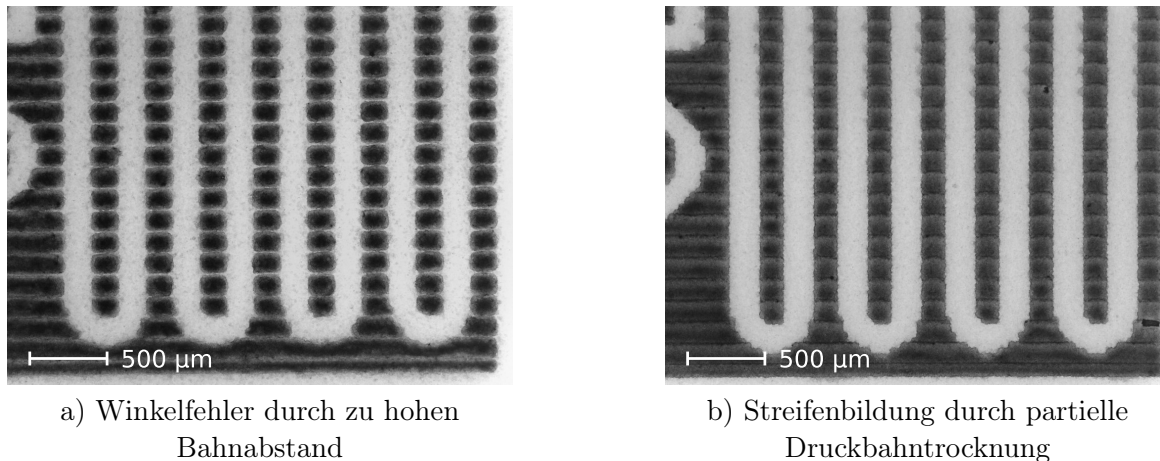 500 µm
500 µm
a) Winkelfehler durch zu hohen
Bahnabstand
b) Streifenbildung durch partielle
Druckbahntrocknung